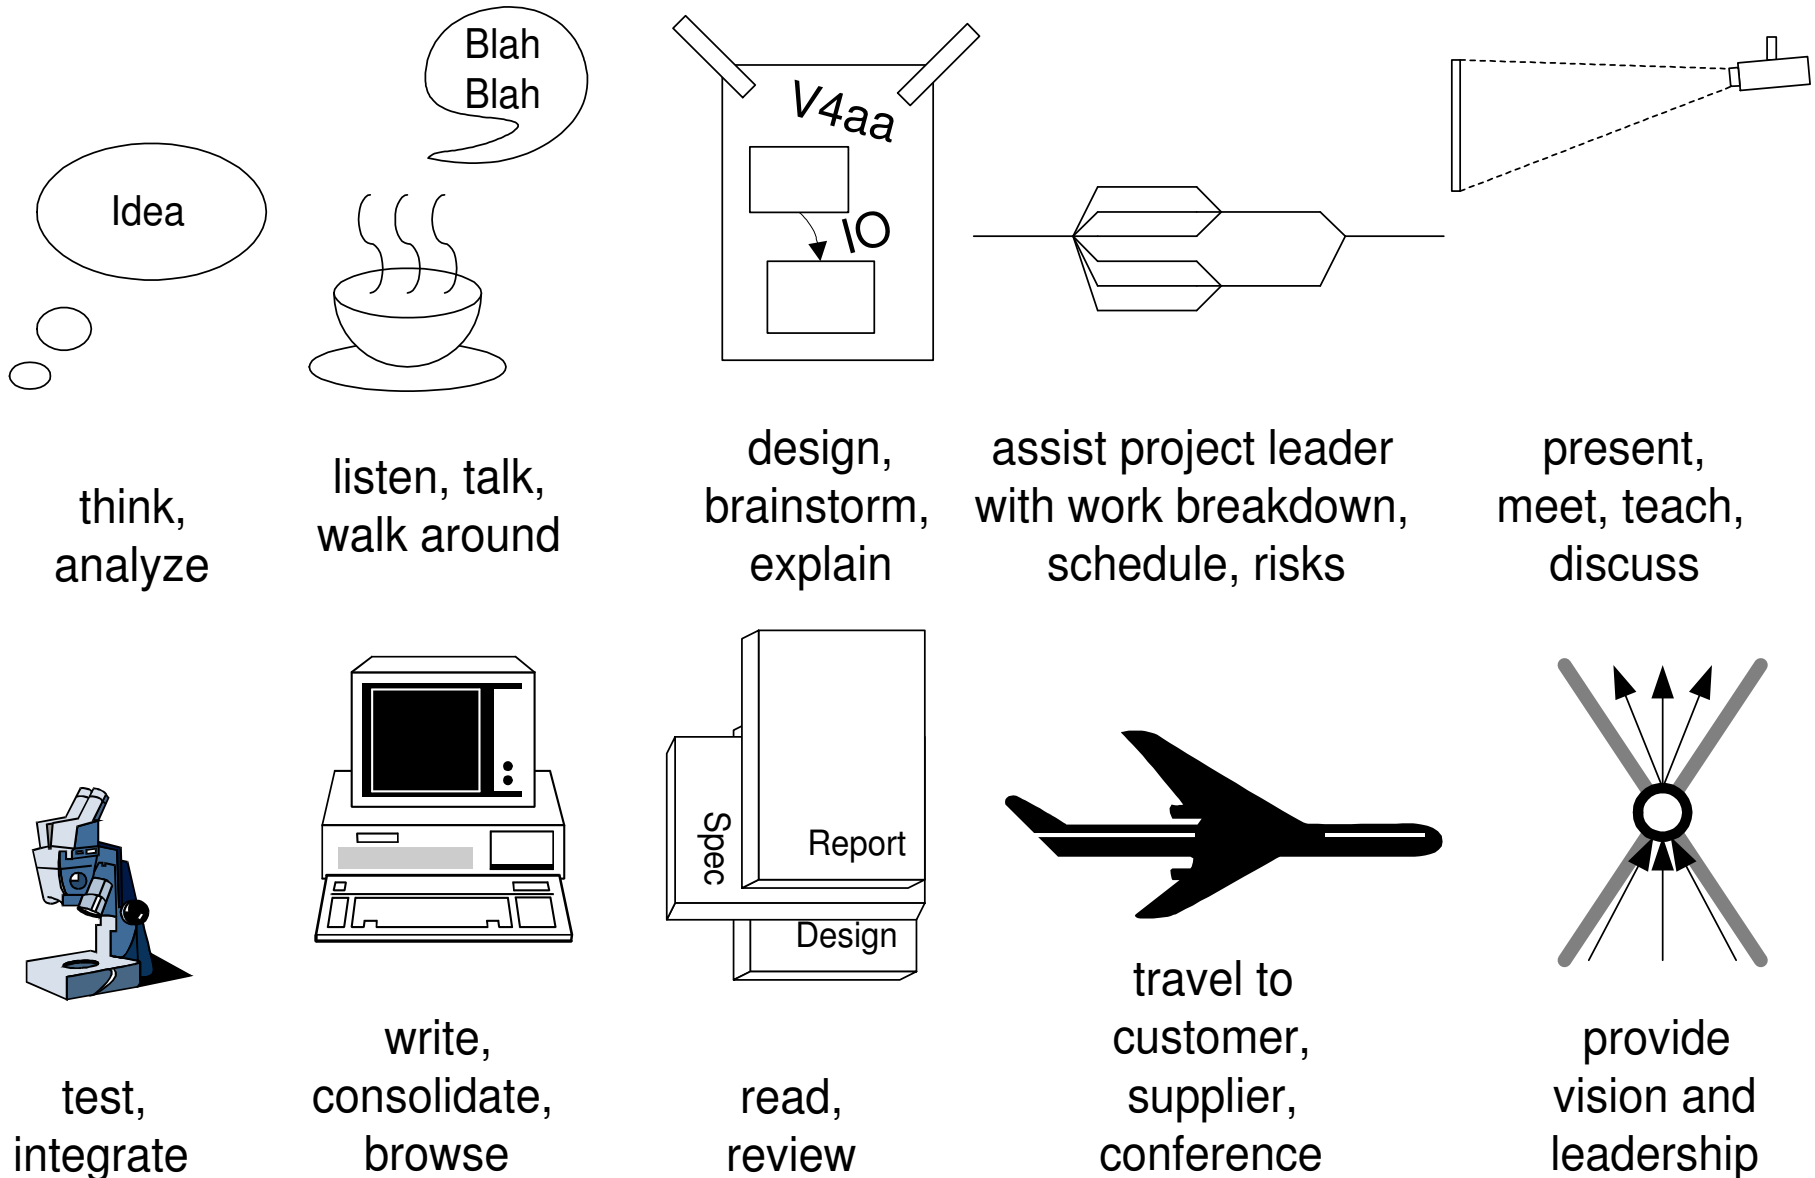 Blah
Blah
Idea
V4aa
IO
think,
analyze
listen, talk,
walk around
design,
brainstorm,
explain
assist project leader
with work breakdown,
schedule, risks
present,
meet, teach,
discuss
Spec
Report
Design
test,
integrate
write,
consolidate,
browse
read,
review
travel to
customer,
supplier,
conference
provide
vision and
leadership